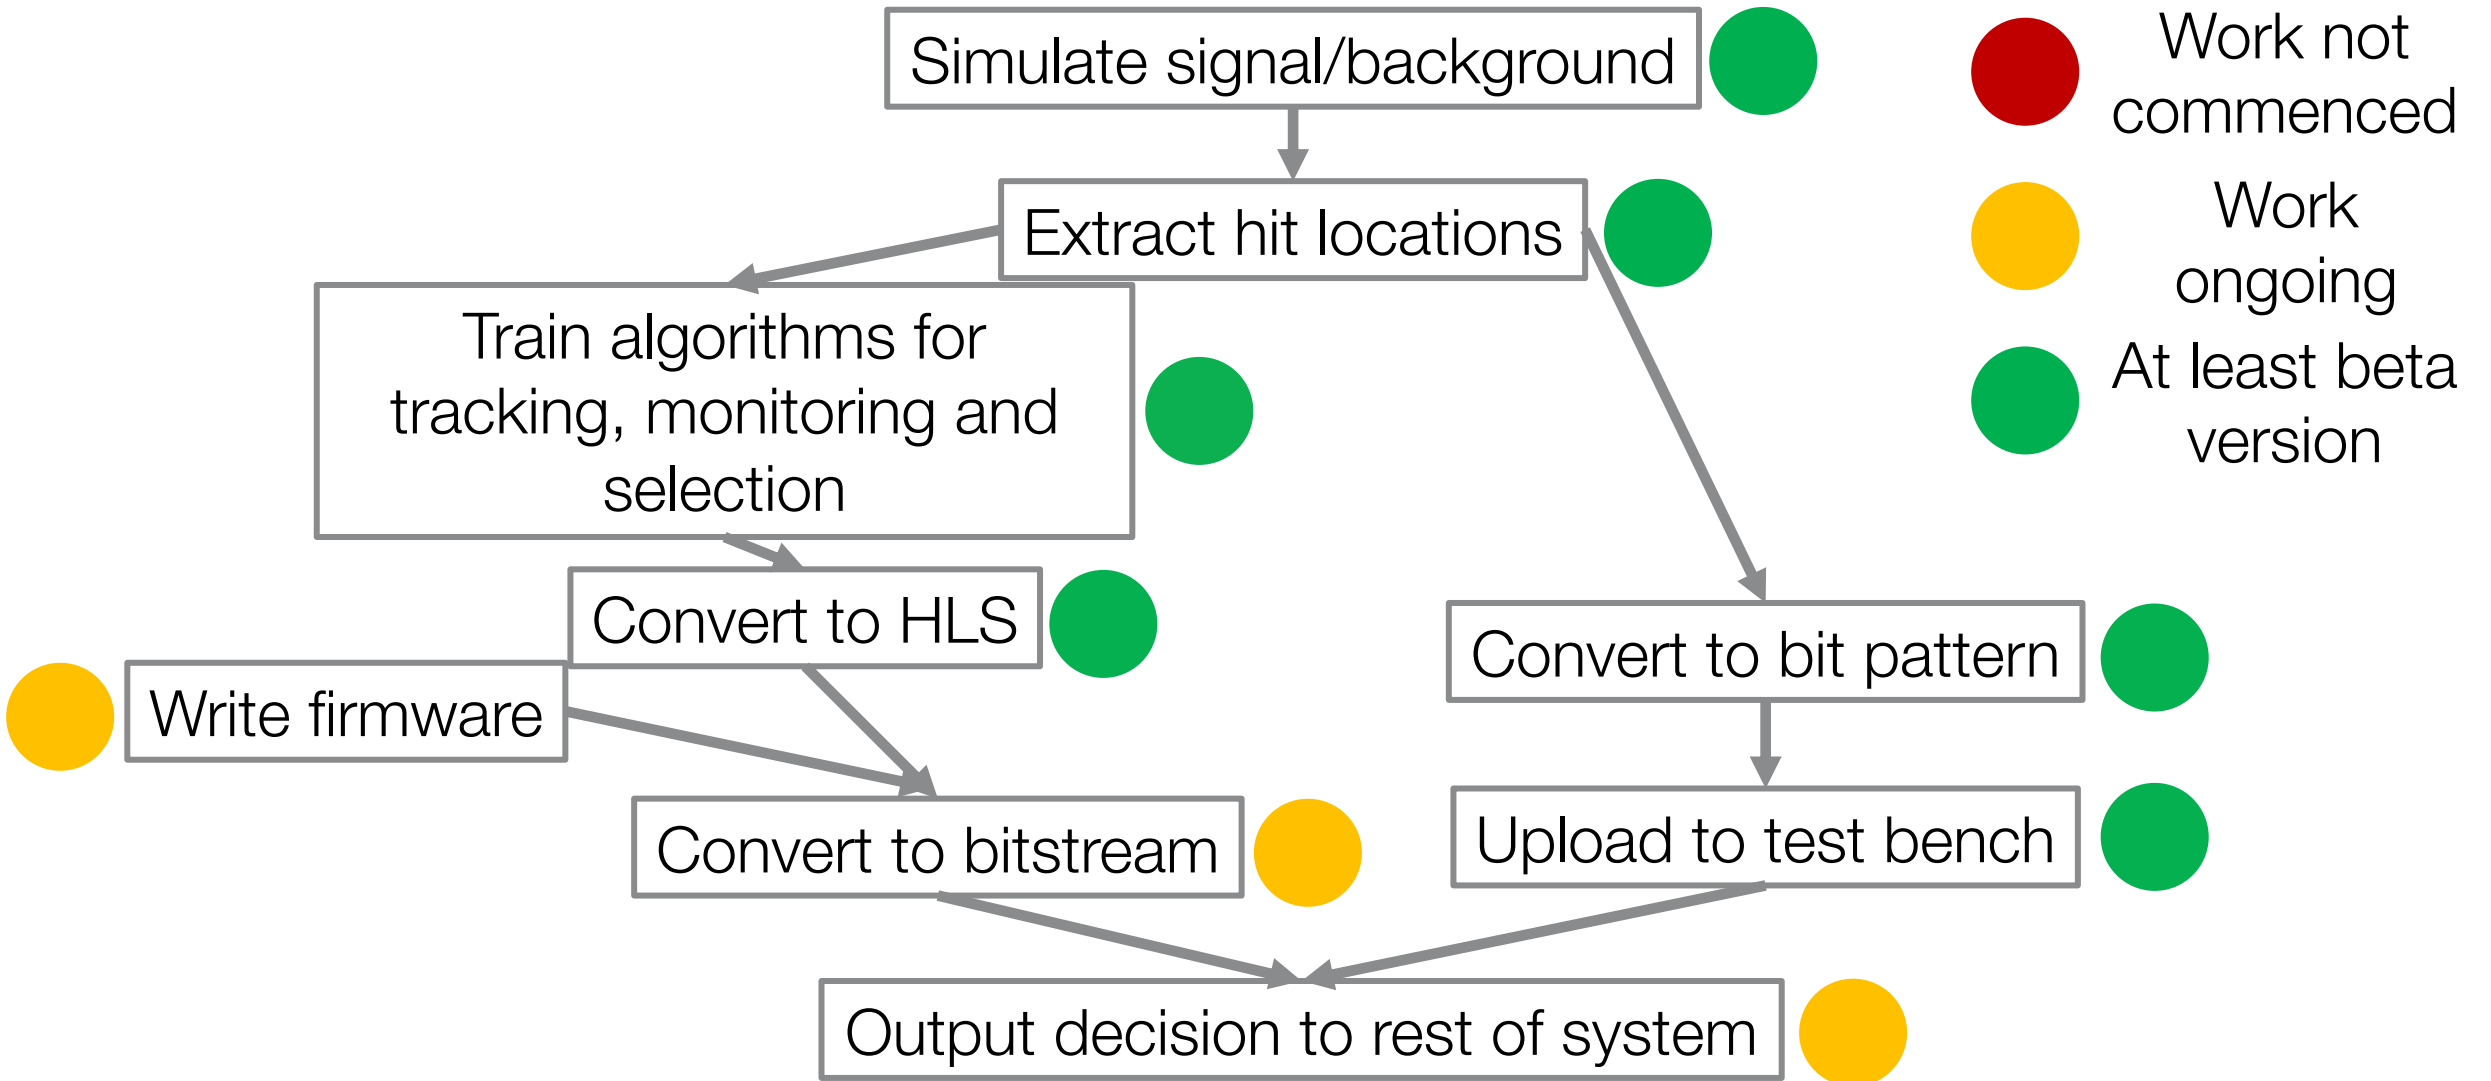 Simulate signal/background
Work not
commenced
Extract hit locations
Work
ongoing
Train algorithms for
tracking, monitoring and
selection
At least beta
version
Convert to HLS
Convert to bit pattern
Write firmware
Convert to bitstream
Upload to test bench
Output decision to rest of system